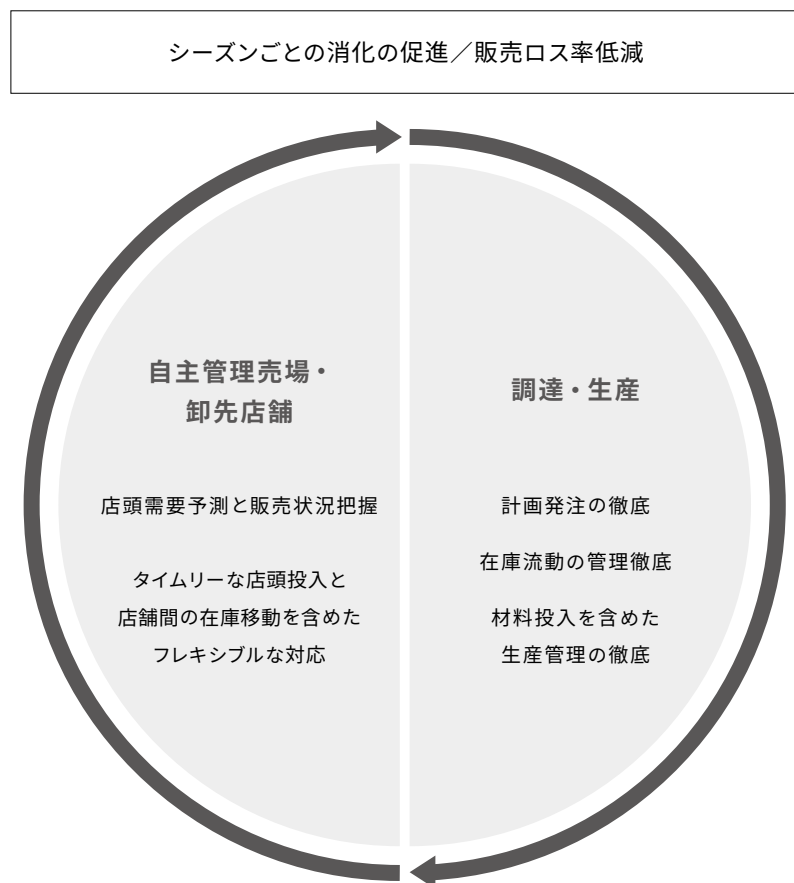 シーズンごとの消化の促進／販売ロス率低減
自主管理売場・
卸先店舗
店頭需要予測と販売状況把握
タイムリーな店頭投入と
店舗間の在庫移動を含めた
フレキシブルな対応
調達・生産
計画発注の徹底
在庫流動の管理徹底
材料投入を含めた
生産管理の徹底